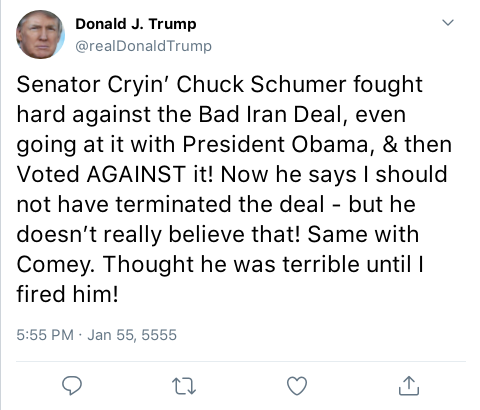 Donald J. Trump
@realDonaldTrump
Senator Cryin’ Chuck Schumer fought
hard against the Bad Iran Deal, even
going at it with President Obama, & then
Voted AGAINST it! Now he says I should
not have terminated the deal - but he
doesn’t really believe that! Same with
Comey. Thought he was terrible until I
fired him!
5:55 PM · Jan 55, 5555